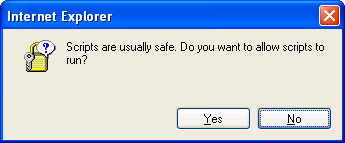 Internet Explorer
Scripts are usually safe. Do you want to allow scripts to
run?
Yes
No